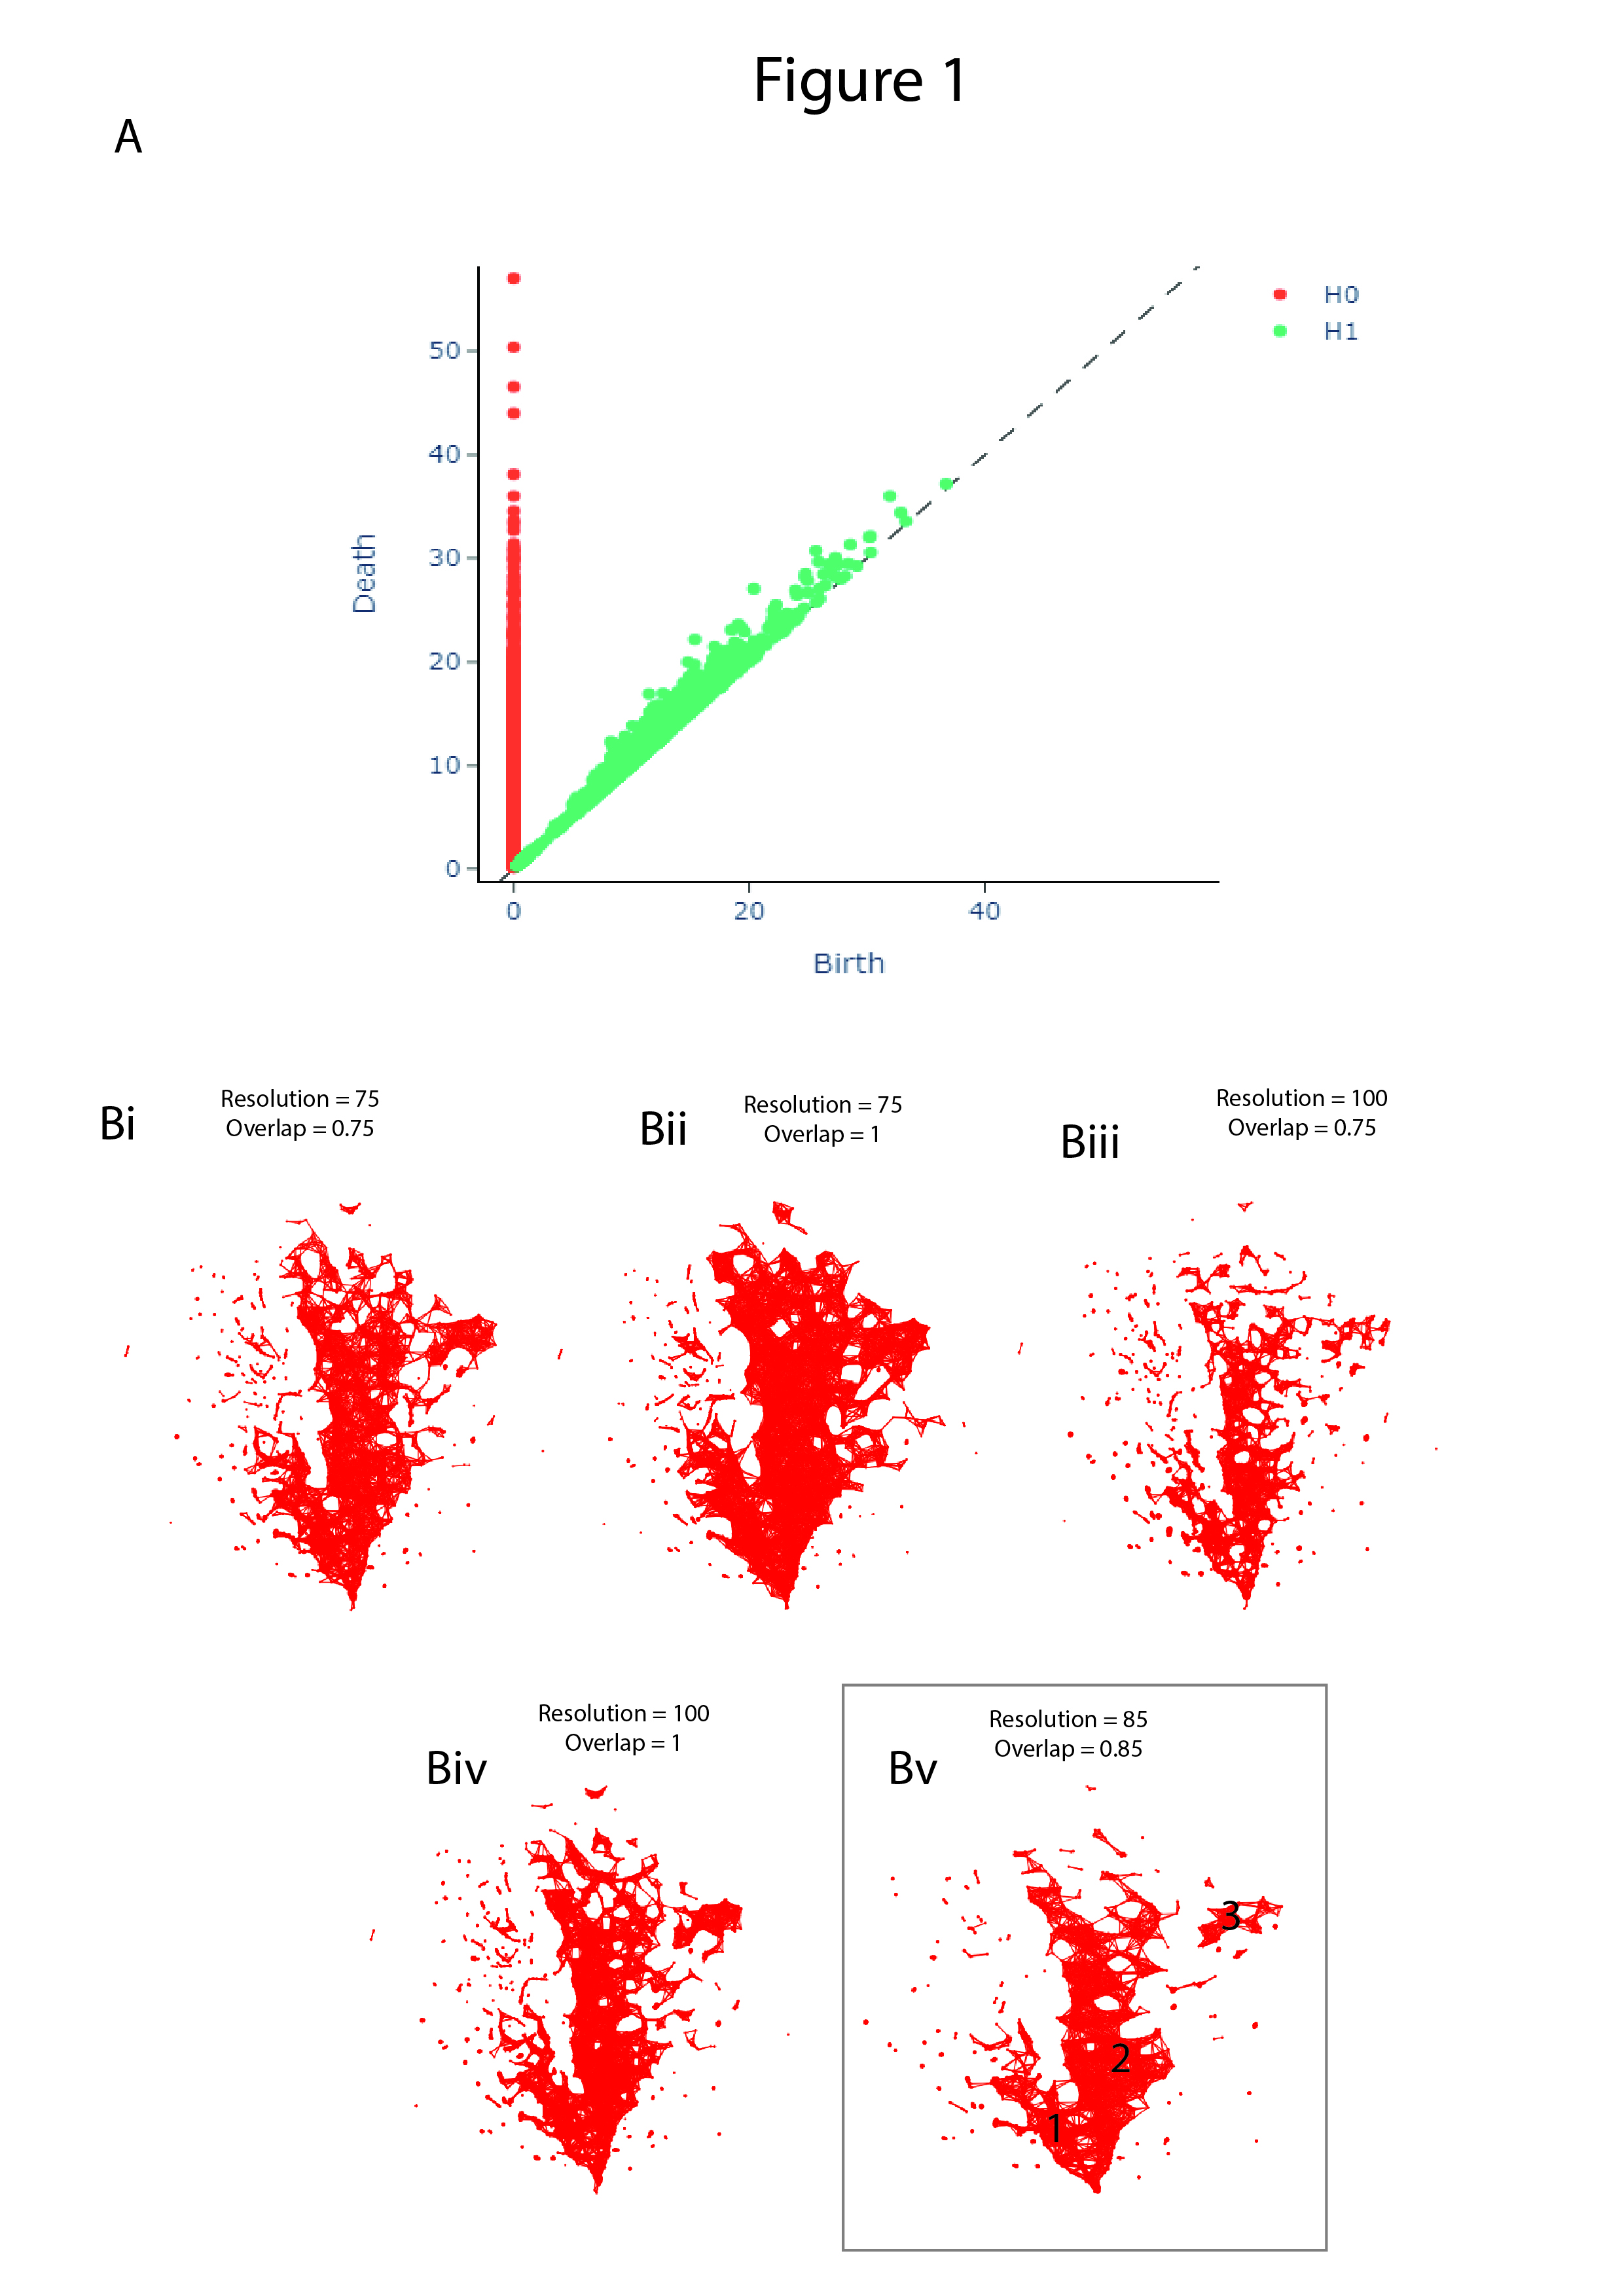 Figure 1
A
H0
H1
50
40
30
20
10
0
Death
0 20 40
Birth
Bi
Resolution = 75
Overlap = 0.75
Bii
Resolution = 75
Overlap = 1
Biii
Resolution = 100
Overlap = 0.75
Biv
Resolution = 100
Overlap = 1
Bv
Resolution = 85
Overlap = 0.85
3
2
1